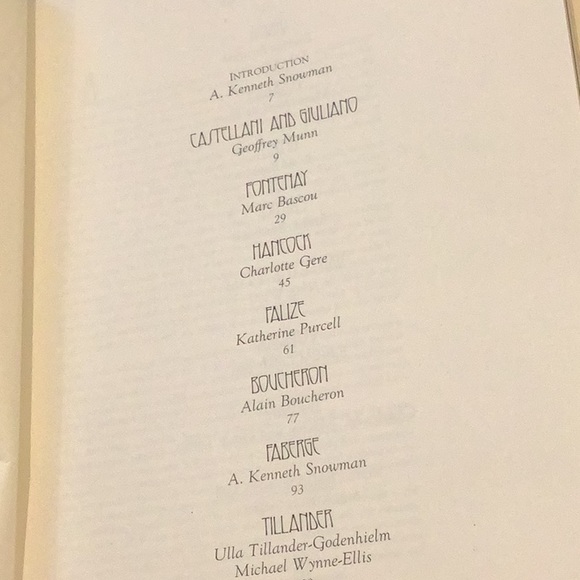 INTRODUCTION
A. Kenneth Snowman
7
CASTELLANI AND GIULIANO
Geoffrey Munn
9
FONTENAY
Marc Bascou
29
HANCOCK
Charlotte Gere
45
FALIZE
Katherine Purcell
61
BOUCHERON
Alain Boucheron
77
FABERGE
A. Kenneth Snowman
93
TILLANDER
Ulla Tillander-Godenhielm
Michael Wynne-Ellis